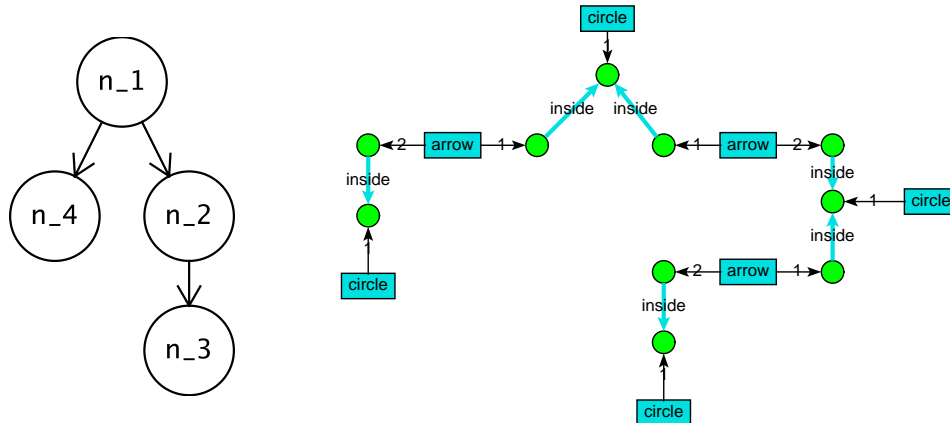 n_1
n_4
n_2
n_3
circle
1
inside
inside
2
arrow
1
1
arrow
2
inside
inside
1
circle
1
inside
circle
2
arrow
1
inside
1
circle